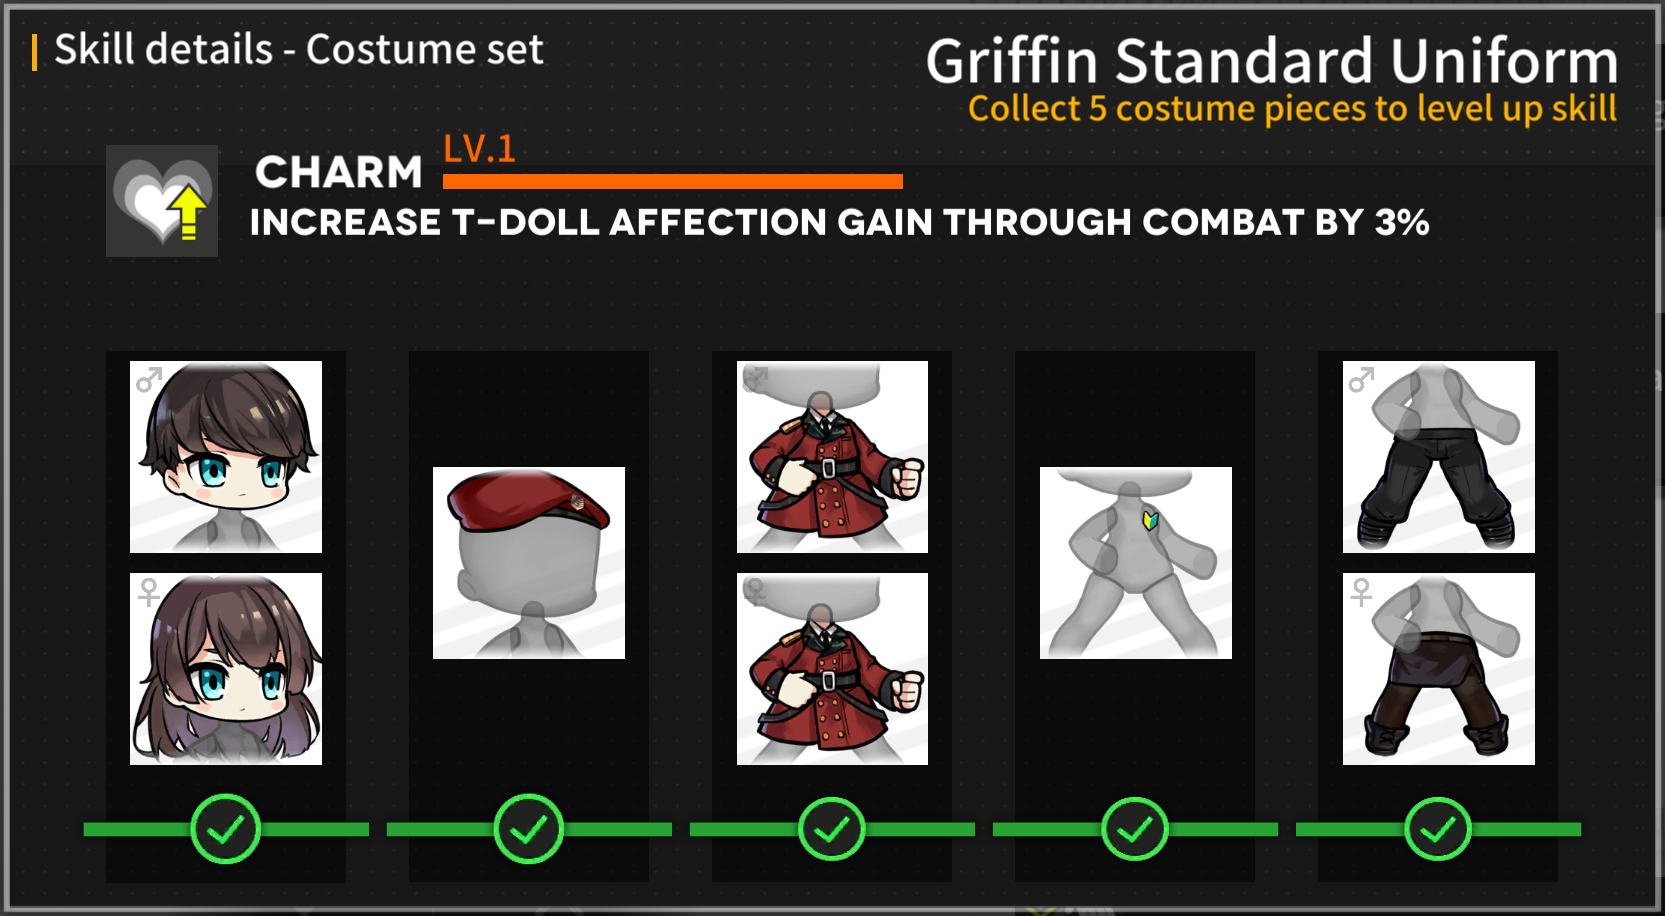 Skill details - Costume set
Griffin Standard Uniform
Collect 5 costume pieces to level up skill
CHARM LV.1
INCREASE T-DOLL AFFECTION GAIN THROUGH COMBAT BY 3%